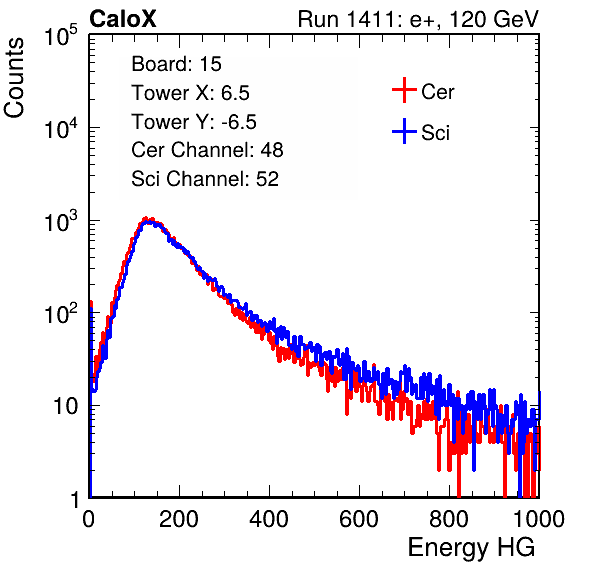 CaloX Run 1411: e+, 120 GeV
Board: 15
Tower X: 6.5
Tower Y: -6.5
Cer Channel: 48
Sci Channel: 52
Cer
Sci
Counts
10^5
10^4
10^3
10^2
10
1
0 200 400 600 800 1000
Energy HG